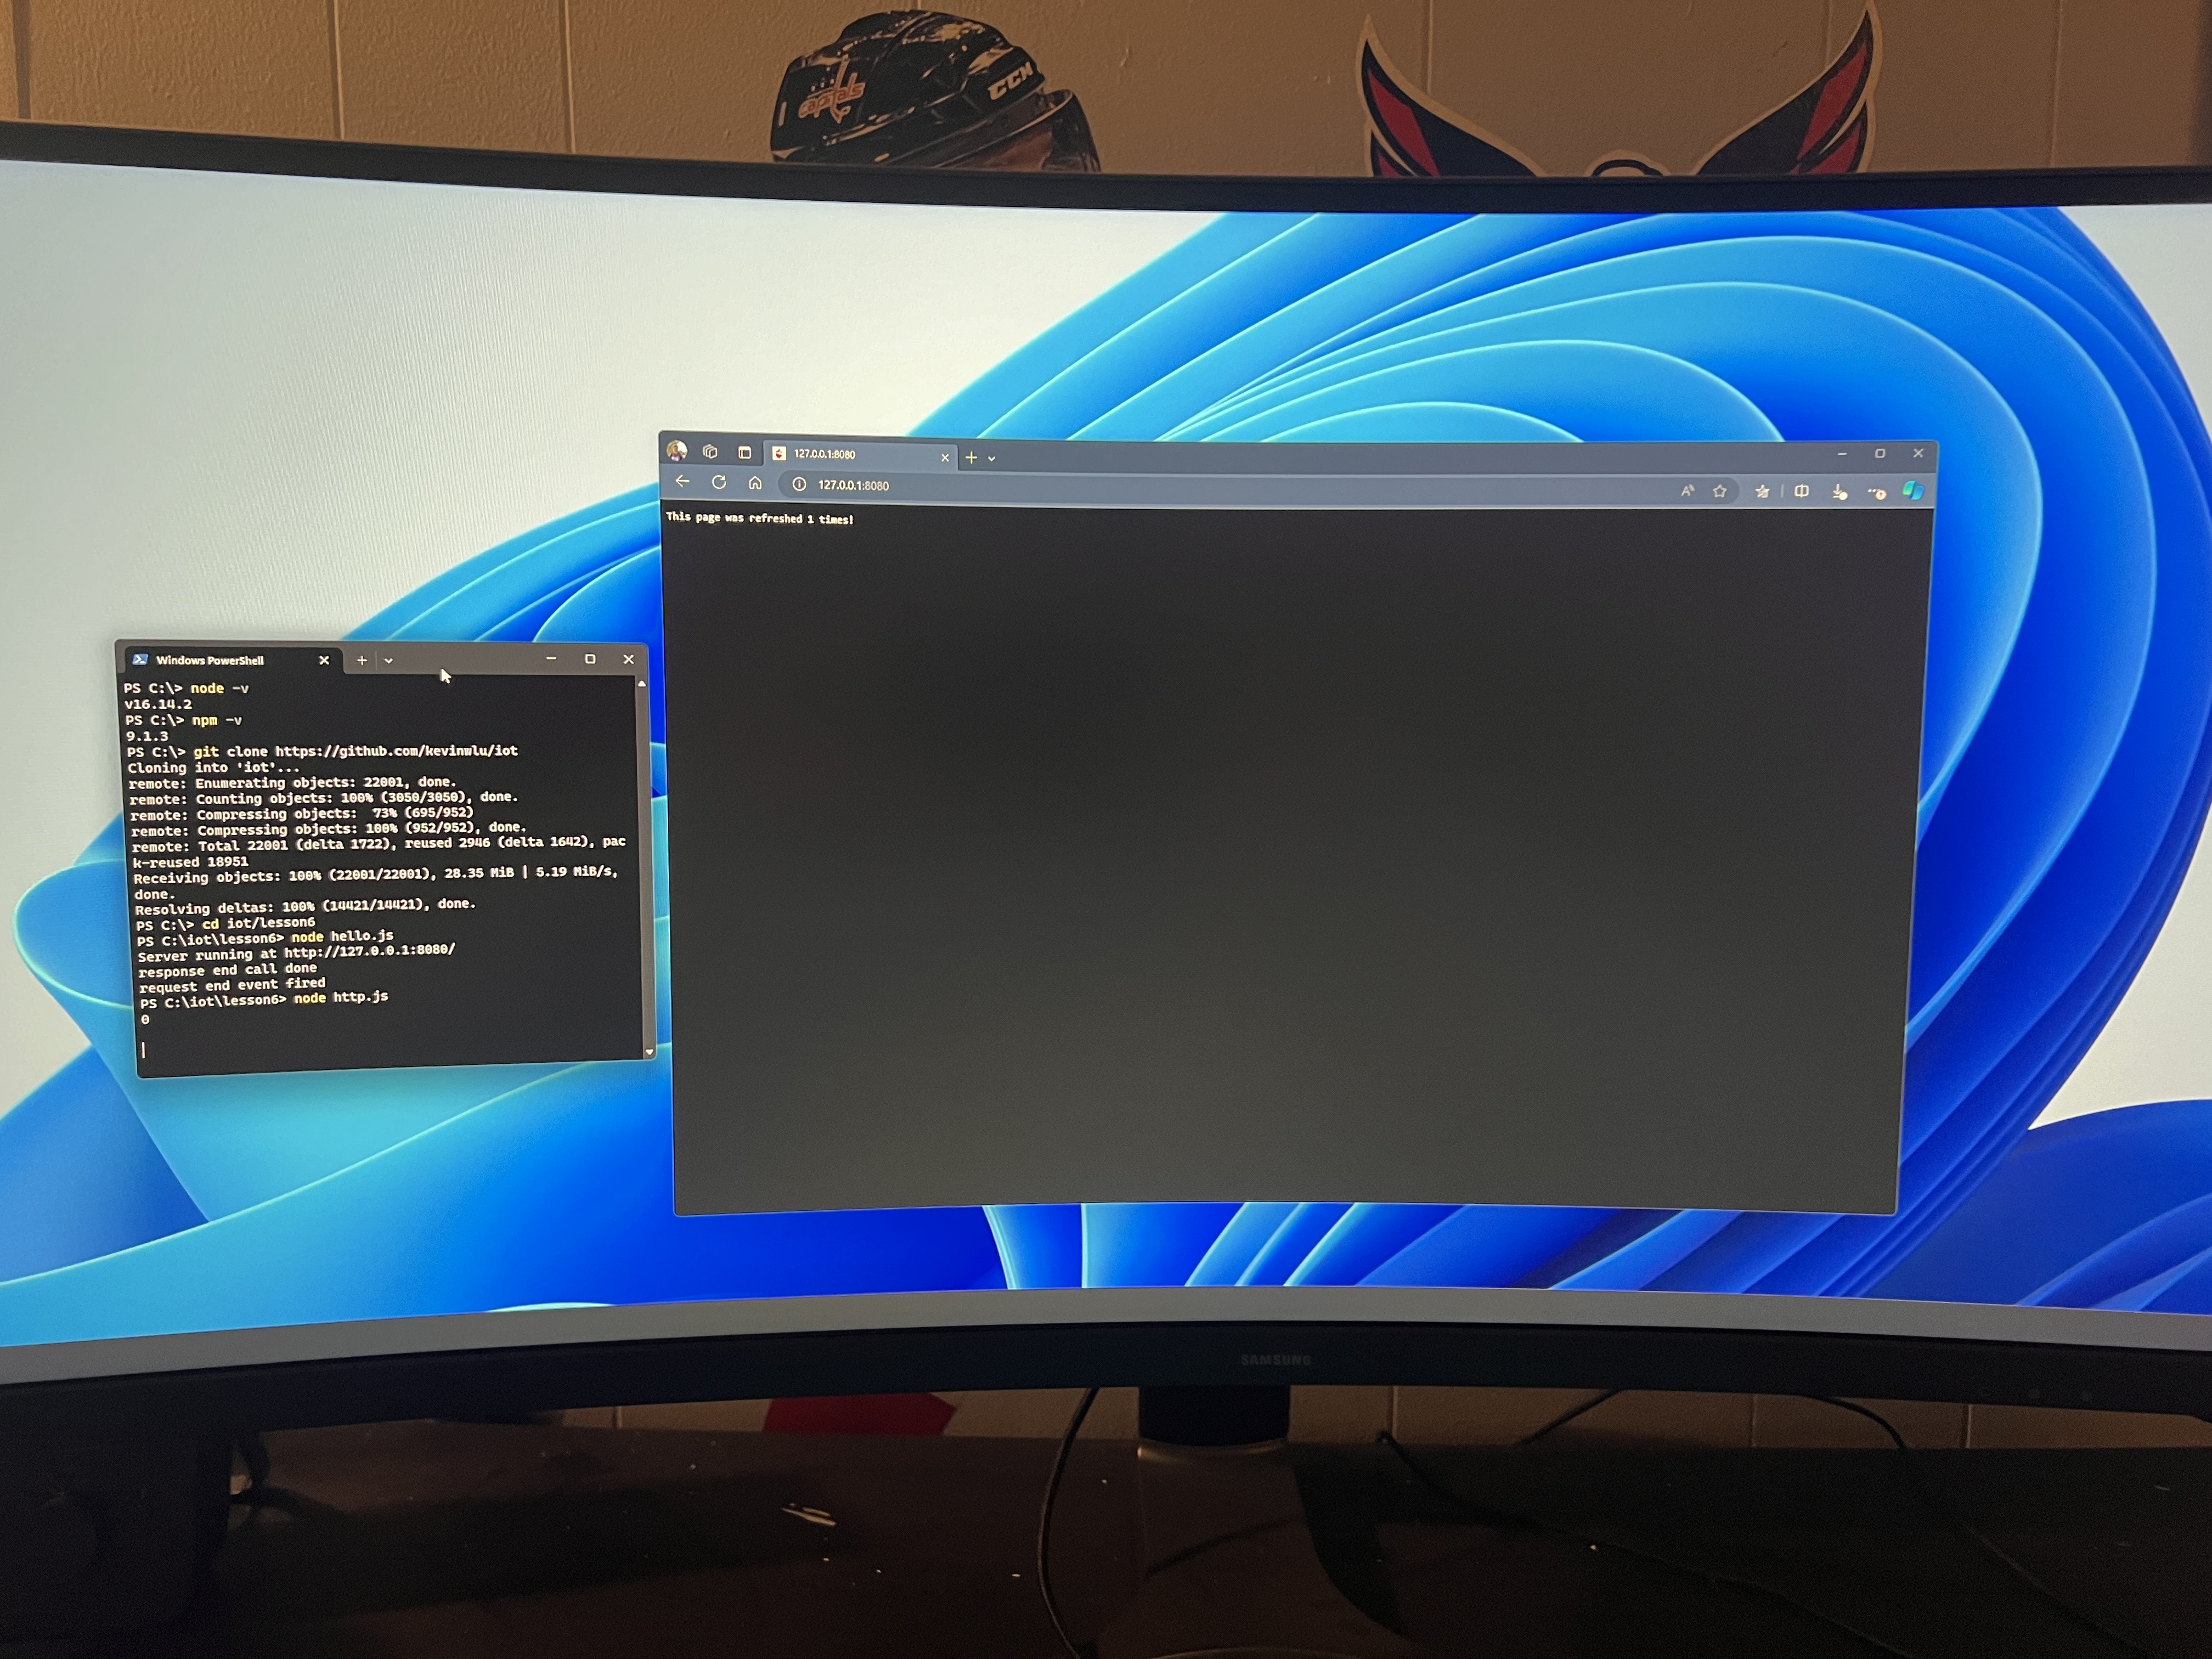 capitals
CCM
127.0.0.1:8080
127.0.0.1:8080
This page was refreshed 1 times!
Windows PowerShell
PS C:\> node -v
v16.14.2
PS C:\> npm -v
9.1.3
PS C:\> git clone https://github.com/kevinwlu/iot
Cloning into 'iot'...
remote: Enumerating objects: 22001, done.
remote: Counting objects: 100% (3050/3050), done.
remote: Compressing objects:  73% (695/952)
remote: Compressing objects: 100% (952/952), done.
remote: Total 22001 (delta 1722), reused 2946 (delta 1642), pac
k-reused 18951
Receiving objects: 100% (22001/22001), 28.35 MiB | 5.19 MiB/s,
done.
Resolving deltas: 100% (14421/14421), done.
PS C:\> cd iot/lesson6
PS C:\iot\lesson6> node hello.js
Server running at http://127.0.0.1:8080/
response end call done
request end event fired
PS C:\iot\lesson6> node http.js
0
SAMSUNG